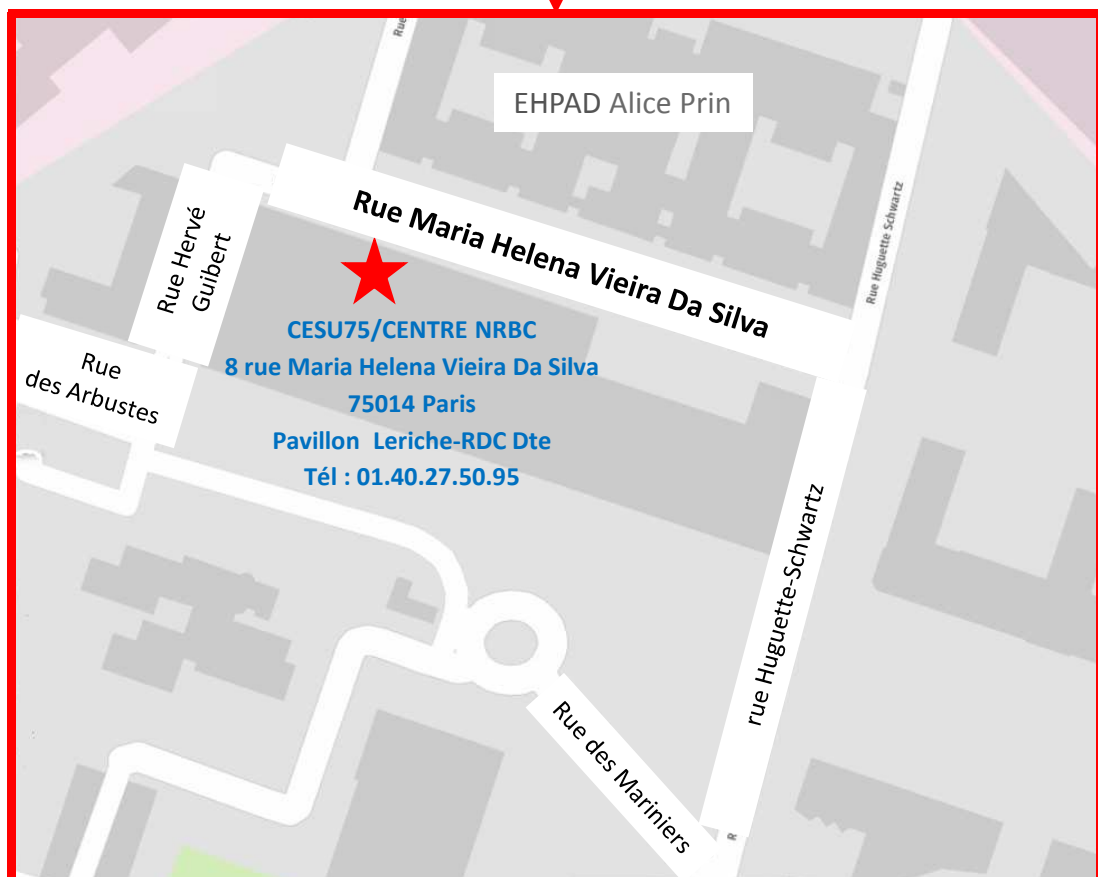 Rue
EHPAD Alice Prin
Rue Maria Helena Vieira Da Silva
Rue Huguette Schwartz
Rue Hervé
Guibert
CESU75/CENTRE NRBC
8 rue Maria Helena Vieira Da Silva
75014 Paris
Pavillon Leriche-RDC Dte
Tél : 01.40.27.50.95
Rue
des Arbustes
rue Huguette-Schwartz
Rue des Mariniers
R